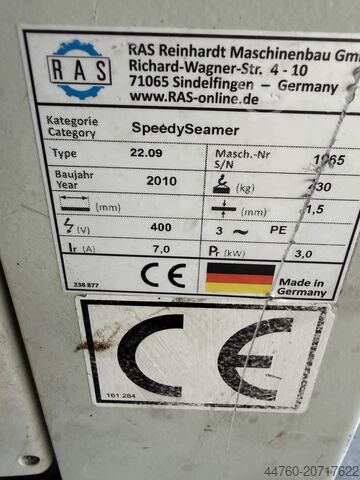 RAS
RAS Reinhardt Maschinenbau Gm
Richard-Wagner-Str. 4 - 10
71065 Sindelfingen – Germany
www.RAS-online.de
Kategorie
Category
SpeedySeamer
Type 22.09 Masch.-Nr
S/N 1065
Baujahr
Year 2010 (kg) 730
(mm) (mm) 1,5
(V) 400 3 ~ PE
Ir (A) 7,0 Pr (kW) 3,0
238 877 CE Made in
Germany
CE
161 284
44760-20717622